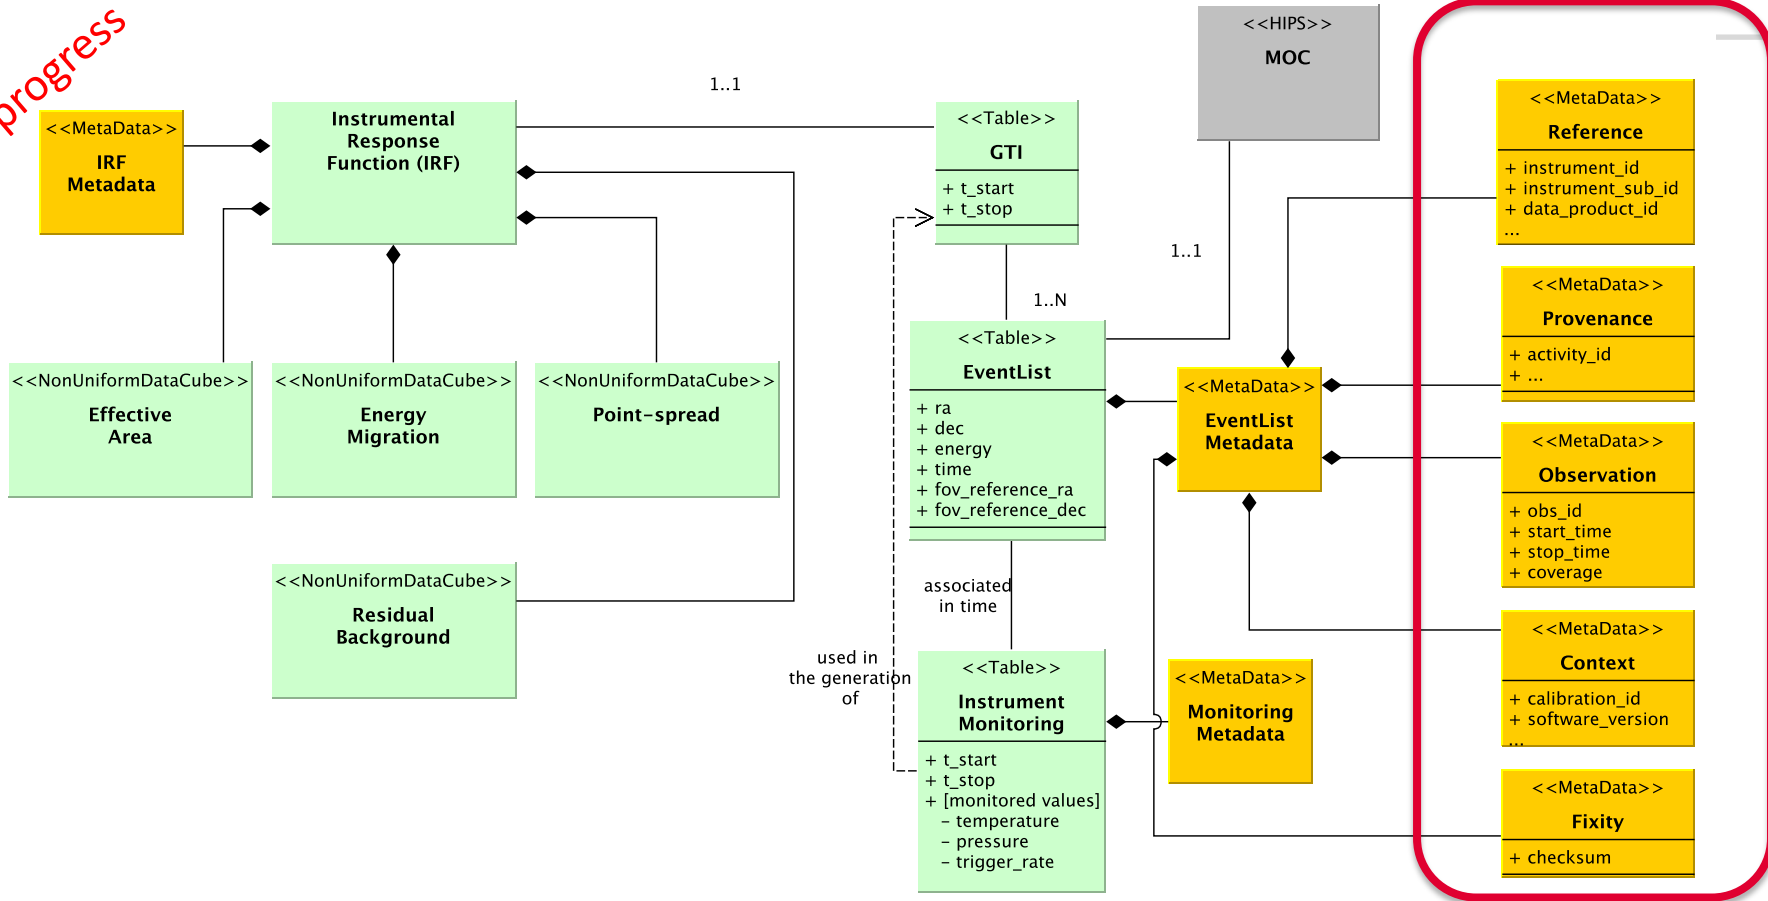 progress
<<MetaData>>
IRF
Metadata
Instrumental
Response
Function (IRF)
1..1
<<Table>>
GTI
+ t_start
+ t_stop
<<HIPS>>
MOC
1..1
1..N
<<NonUniformDataCube>>
Effective
Area
<<NonUniformDataCube>>
Energy
Migration
<<NonUniformDataCube>>
Point-spread
<<NonUniformDataCube>>
Residual
Background
<<Table>>
EventList
+ ra
+ dec
+ energy
+ time
+ fov_reference_ra
+ fov_reference_dec
<<MetaData>>
EventList
Metadata
associated
in time
used in
the generation
of
<<Table>>
Instrument
Monitoring
+ t_start
+ t_stop
+ [monitored values]
- temperature
- pressure
- trigger_rate
<<MetaData>>
Monitoring
Metadata
<<MetaData>>
Reference
+ instrument_id
+ instrument_sub_id
+ data_product_id
...
<<MetaData>>
Provenance
+ activity_id
+ ...
<<MetaData>>
Observation
+ obs_id
+ start_time
+ stop_time
+ coverage
<<MetaData>>
Context
+ calibration_id
+ software_version
...
<<MetaData>>
Fixity
+ checksum